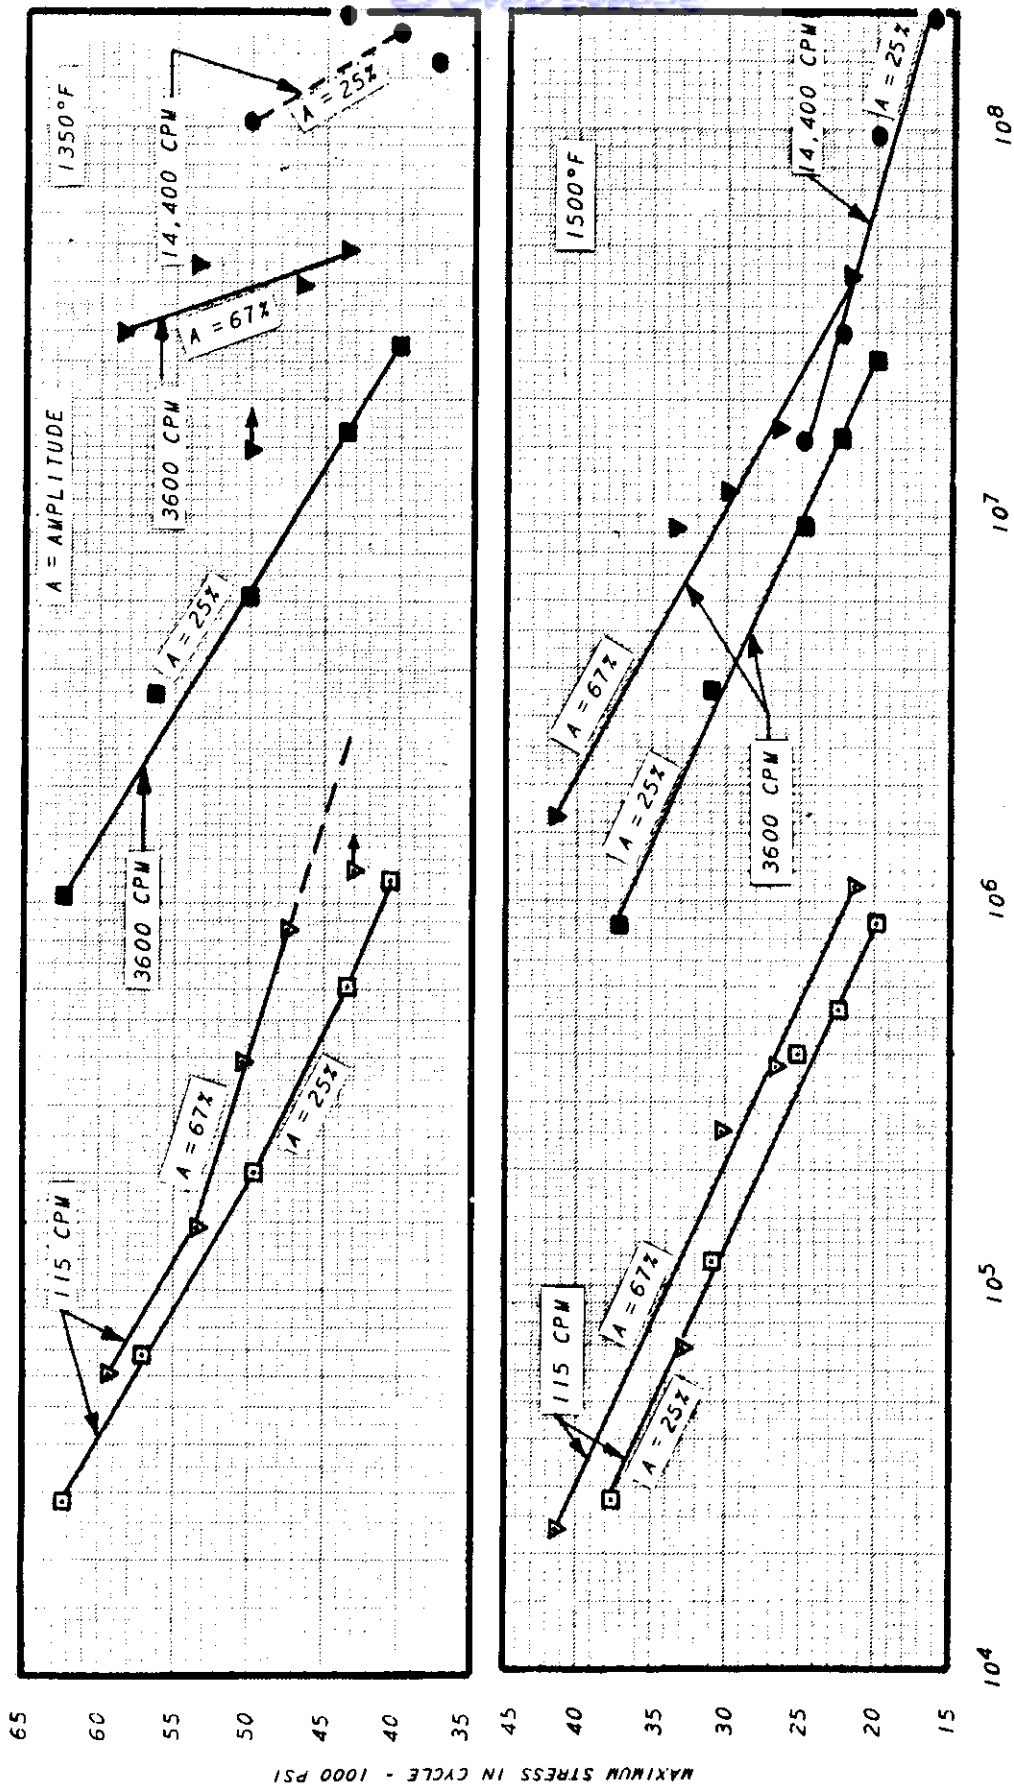 MAXIMUM STRESS IN CYCLE - 1000 PSI
65
60
55
50
45
40
35
A = AMPLITUDE
1350°F
115 CPM
A = 67%
A = 25%
3600 CPM
A = 25%
3600 CPM
A = 67%
14,400 CPM
A = 25%
45
40
35
30
25
20
15
1500°F
115 CPM
A = 67%
A = 25%
A = 67%
A = 25%
3600 CPM
14,400 CPM
A = 25%
10⁴
10⁵
10⁶
10⁷
10⁸